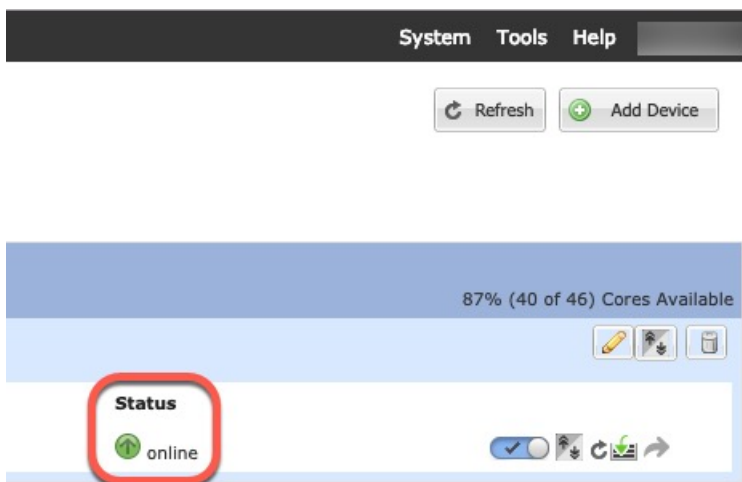 System Tools Help
Refresh Add Device
87% (40 of 46) Cores Available
Status
online